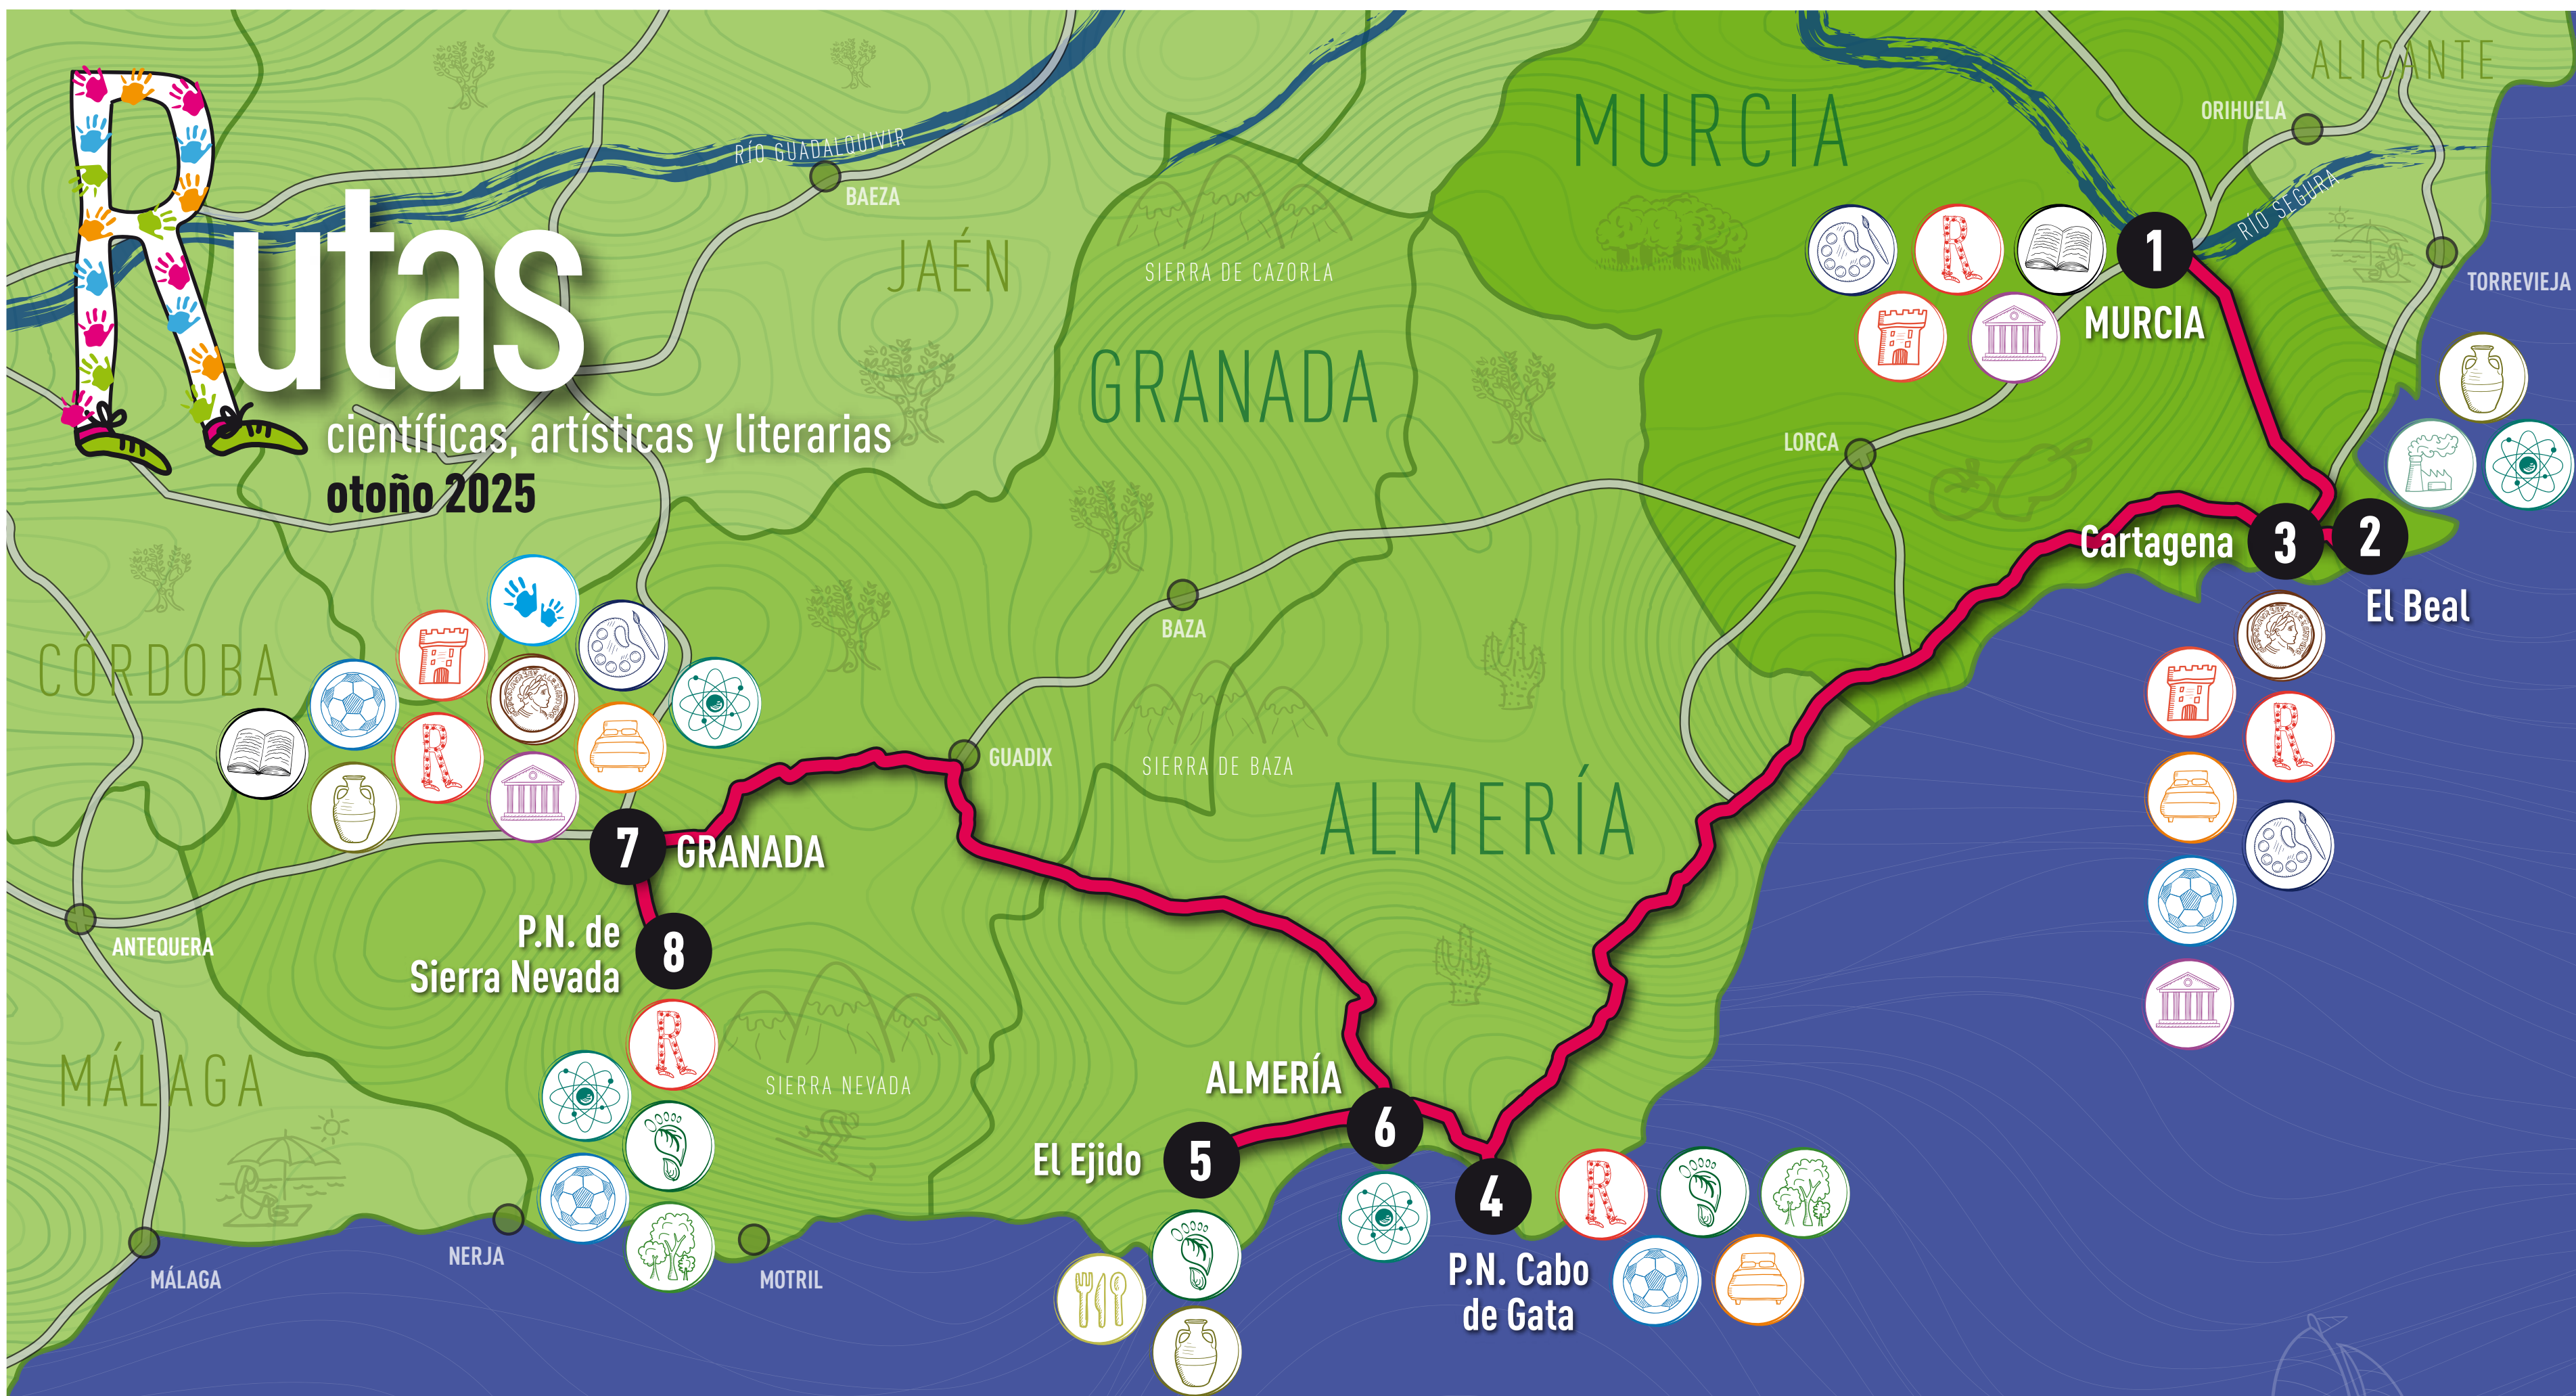 Rutas
científicas, artísticas y literarias
otoño 2025
MURCIA
ALICANTE
ORIHUELA
RÍO GUADALQUIVIR
BAEZA
RÍO SEGURA
JAÉN
SIERRA DE CAZORLA
1
MURCIA
TORREVIEJA
GRANADA
LORCA
Cartagena
3
2
El Beal
BAZA
CÓRDOBA
GUADIX
SIERRA DE BAZA
ALMERÍA
7
GRANADA
ANTEQUERA
P.N. de
Sierra Nevada
8
MÁLAGA
SIERRA NEVADA
ALMERÍA
6
El Ejido
5
4
P.N. Cabo
de Gata
NERJA
MÁLAGA
MOTRIL
R
R
R
R
R